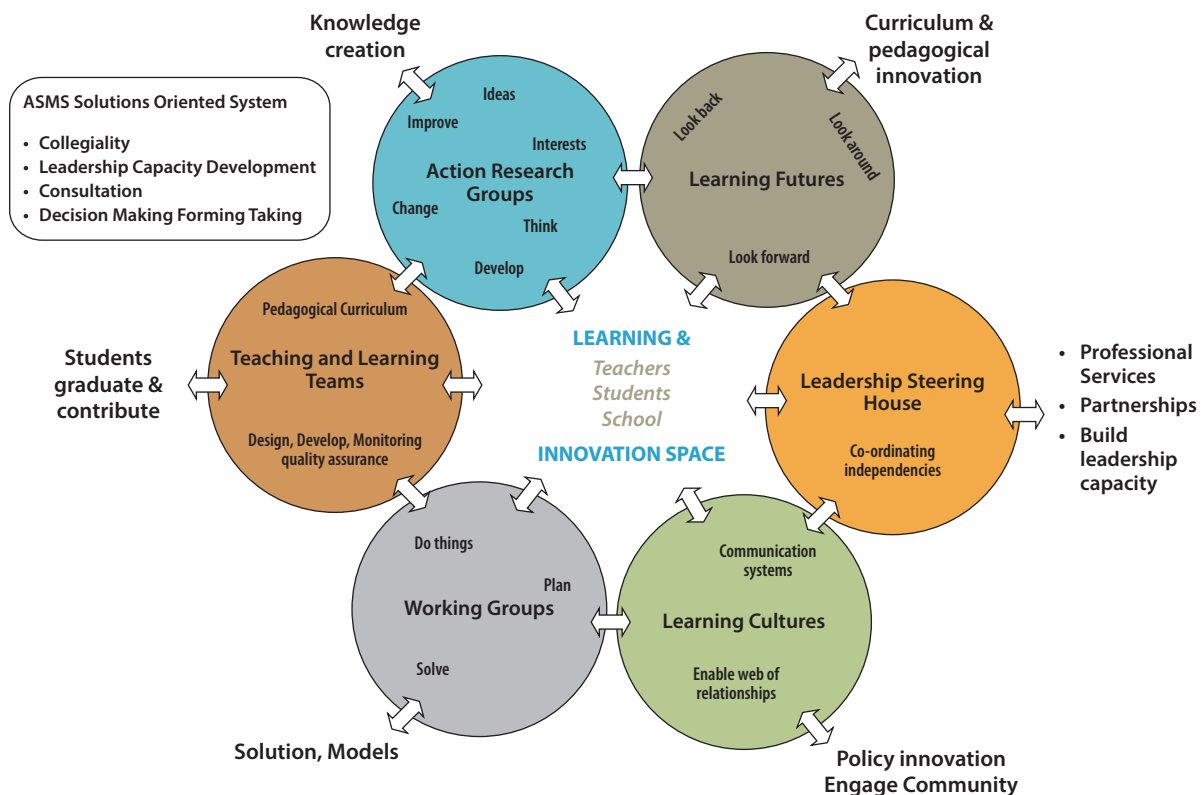 Knowledge
creation
Curriculum &
pedagogical
innovation
ASMS Solutions Oriented System
• Collegiality
• Leadership Capacity Development
• Consultation
• Decision Making Forming Taking
Ideas
Improve
Interests
Action Research
Groups
Change
Think
Develop
Look back
Look around
Learning Futures
Look forward
Pedagogical Curriculum
Teaching and Learning
Teams
Design, Develop, Monitoring
quality assurance
Students
graduate &
contribute
LEARNING &
Teachers
Students
School
INNOVATION SPACE
Leadership Steering
House
Co-ordinating
independencies
• Professional
Services
• Partnerships
• Build
leadership
capacity
Do things
Plan
Working Groups
Solve
Communication
systems
Learning Cultures
Enable web of
relationships
Solution, Models
Policy innovation
Engage Community